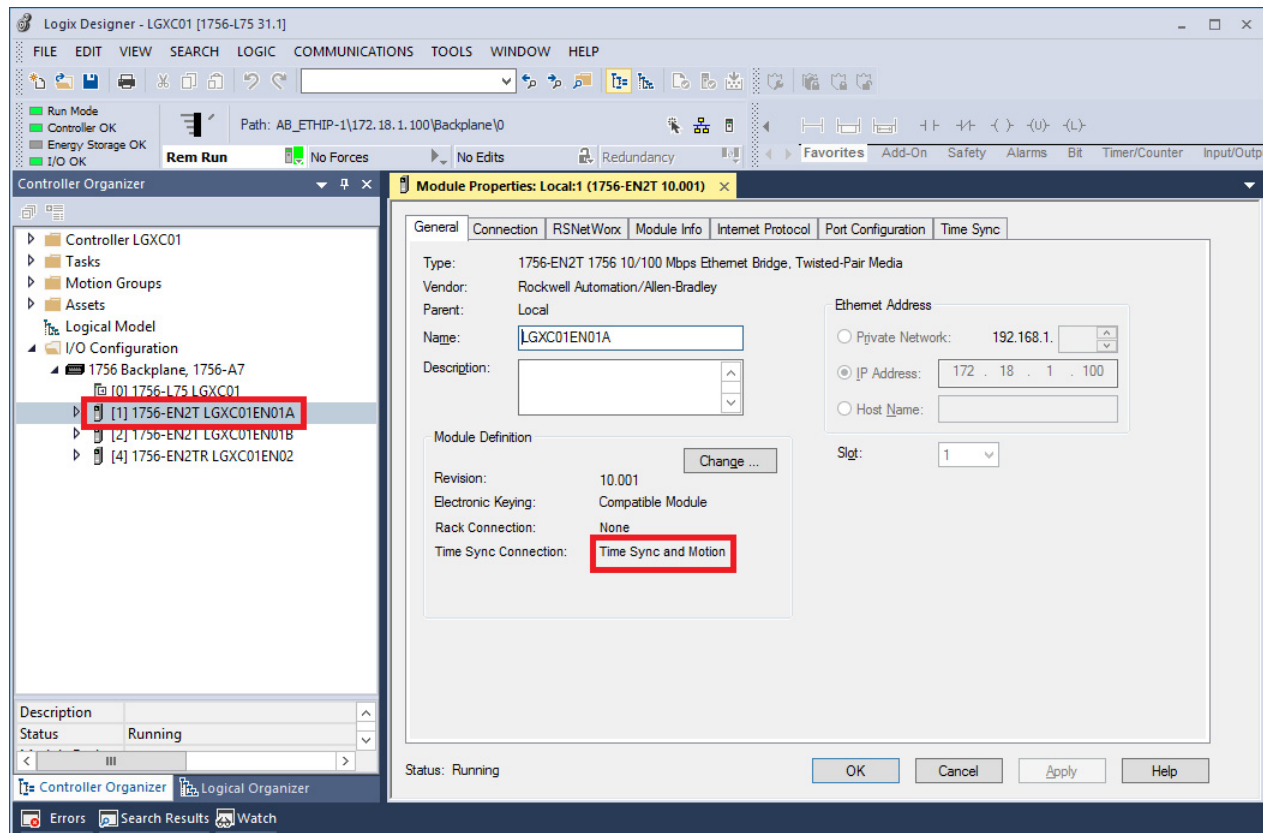 Logix Designer - LGXC01 [1756-L75 31.1]
FILE EDIT VIEW SEARCH LOGIC COMMUNICATIONS TOOLS WINDOW HELP
Run Mode
Controller OK
Energy Storage OK
I/O OK
Path: AB_ETHIP-1\172.18.1.100\Backplane\0
Rem Run No Forces No Edits Redundancy
Favorites Add-On Safety Alarms Bit Timer/Counter Input/Outp
Controller Organizer
Controller LGXC01
Tasks
Motion Groups
Assets
Logical Model
I/O Configuration
1756 Backplane, 1756-A7
[0] 1756-L75 LGXC01
[1] 1756-EN2T LGXC01EN01A
[2] 1756-EN2T LGXC01EN01B
[4] 1756-EN2TR LGXC01EN02
Description
Status Running
Controller Organizer Logical Organizer
Module Properties: Local:1 (1756-EN2T 10.001)
General Connection RSNetWorx Module Info Internet Protocol Port Configuration Time Sync
Type: 1756-EN2T 1756 10/100 Mbps Ethernet Bridge, Twisted-Pair Media
Vendor: Rockwell Automation/Allen-Bradley
Parent: Local
Name: LGXC01EN01A
Description:
Ethernet Address
Private Network: 192.168.1.
IP Address: 172 . 18 . 1 . 100
Host Name:
Slot: 1
Module Definition
Change ...
Revision: 10.001
Electronic Keying: Compatible Module
Rack Connection: None
Time Sync Connection: Time Sync and Motion
Status: Running
OK Cancel Apply Help
Errors Search Results Watch